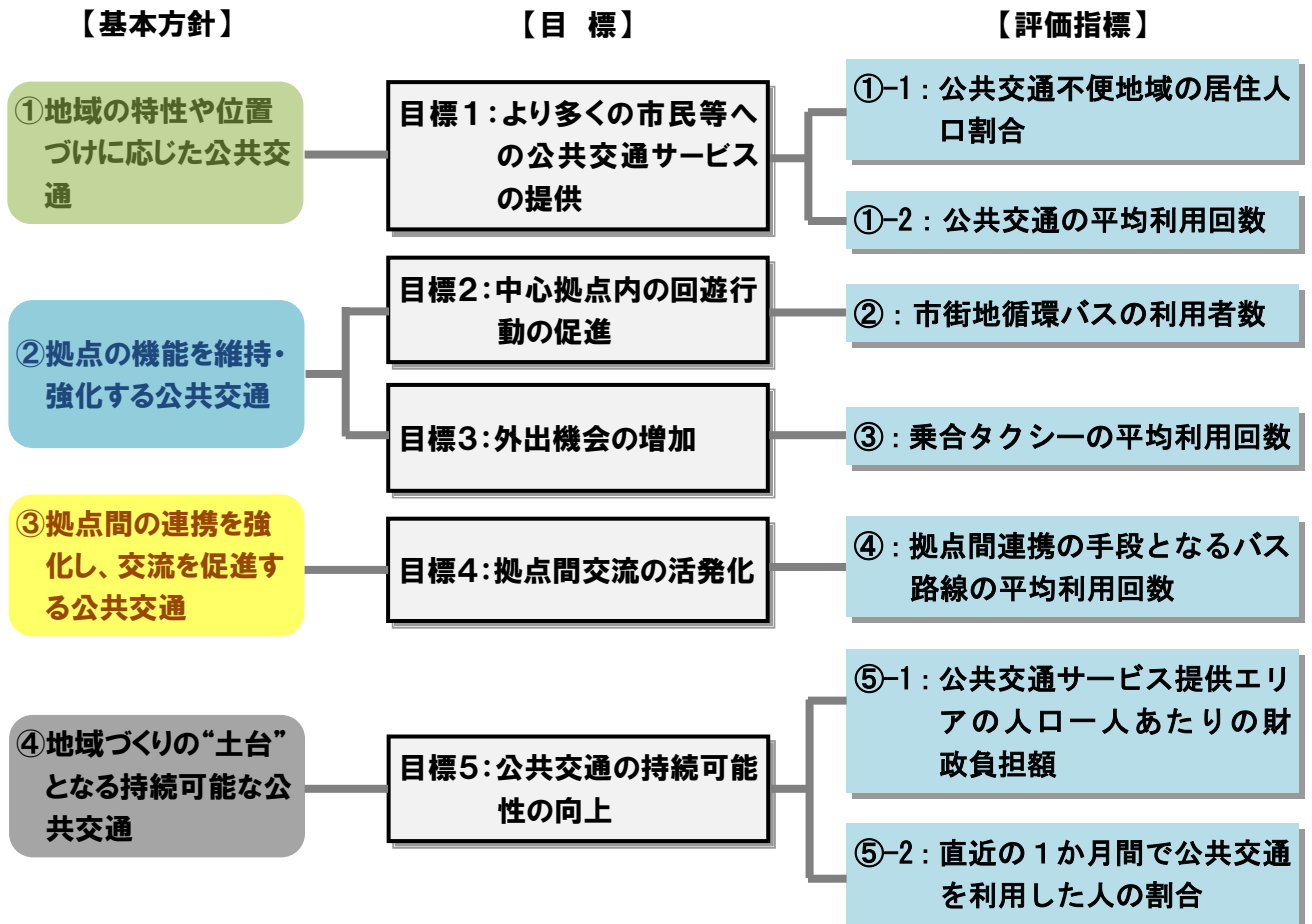 【基本方針】
【目 標】
【評価指標】
①地域の特性や位置
づけに応じた公共交
通
目標1:より多くの市民等へ
の公共交通サービス
の提供
①-1:公共交通不便地域の居住人
口割合
①-2:公共交通の平均利用回数
②拠点の機能を維持・
強化する公共交通
目標2:中心拠点内の回遊行
動の促進
②:市街地循環バスの利用者数
目標3:外出機会の増加
③:乗合タクシーの平均利用回数
③拠点間の連携を強
化し、交流を促進す
る公共交通
目標4:拠点間交流の活発化
④:拠点間連携の手段となるバス
路線の平均利用回数
④地域づくりの“土台”
となる持続可能な公
共交通
目標5:公共交通の持続可能
性の向上
⑤-1:公共交通サービス提供エリ
アの人口一人あたりの財
政負担額
⑤-2:直近の1か月間で公共交通
を利用した人の割合